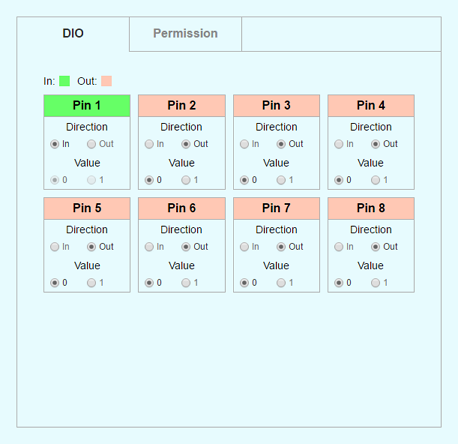 DIO Permission
In: Out:
Pin 1 Pin 2 Pin 3 Pin 4
Direction Direction Direction Direction
In Out In Out In Out In Out
Value Value Value Value
0 1 0 1 0 1 0 1
Pin 5 Pin 6 Pin 7 Pin 8
Direction Direction Direction Direction
In Out In Out In Out In Out
Value Value Value Value
0 1 0 1 0 1 0 1